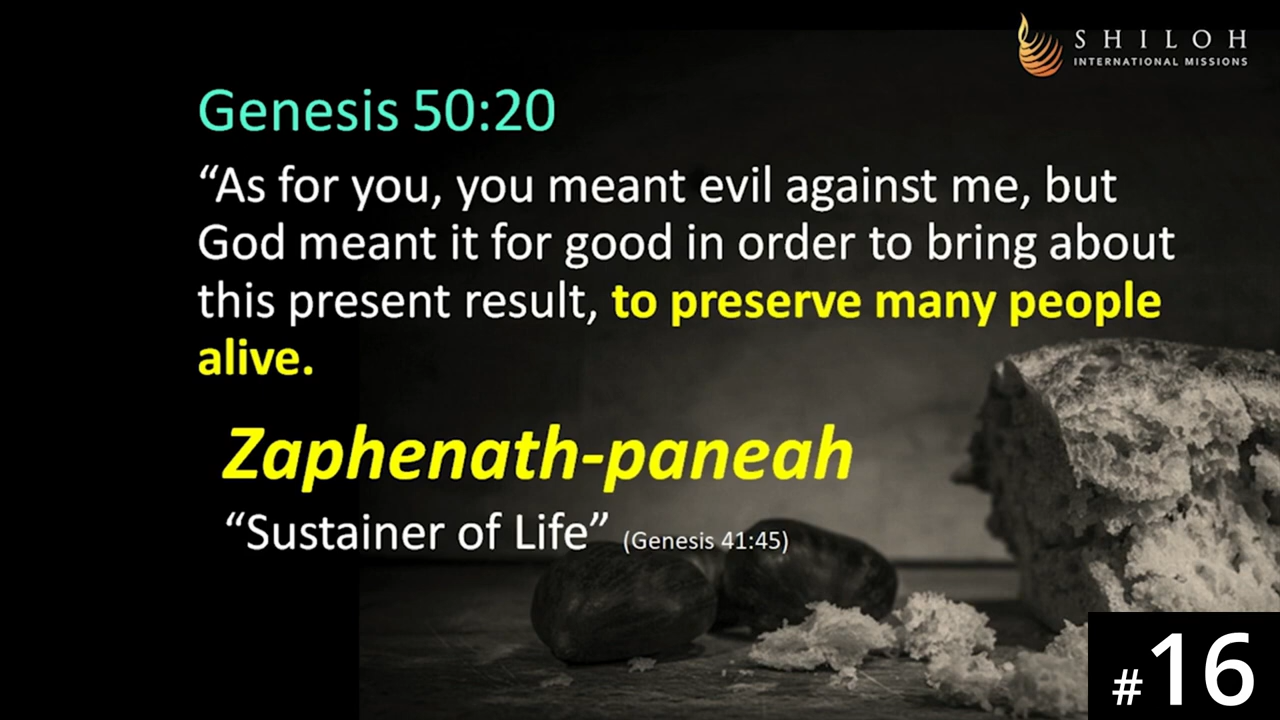 SHILOH
INTERNATIONAL MISSIONS
Genesis 50:20
“As for you, you meant evil against me, but
God meant it for good in order to bring about
this present result, to preserve many people
alive.
Zaphenath-paneah
“Sustainer of Life” (Genesis 41:45)
#16